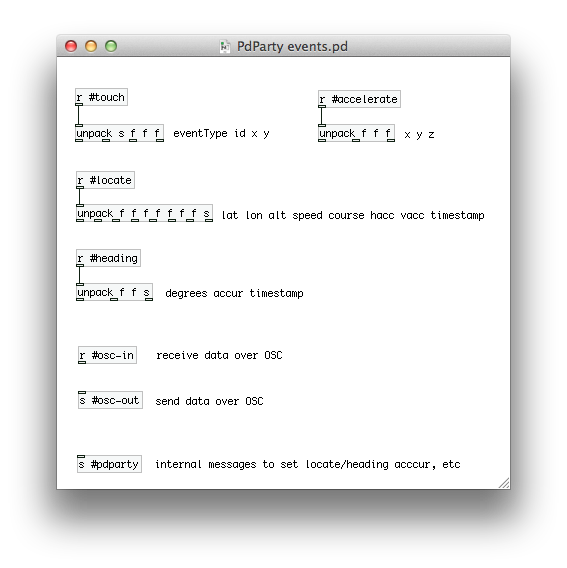 PdParty events.pd
r #touch
r #accelerate
unpack s f f f eventType id x y
unpack f f f x y z
r #locate
unpack f f f f f f f s lat lon alt speed course hacc vacc timestamp
r #heading
unpack f f s degrees accur timestamp
r #osc-in receive data over OSC
s #osc-out send data over OSC
s #pdparty internal messages to set locate/heading acccur, etc